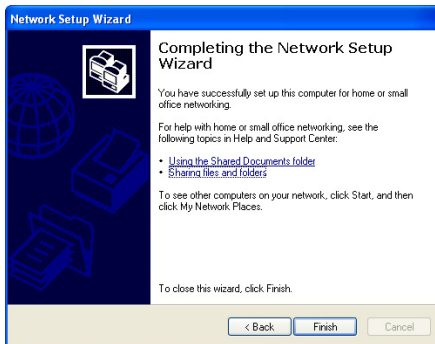 Network Setup Wizard
Completing the Network Setup
Wizard
You have successfully set up this computer for home or small
office networking.
For help with home or small office networking, see the
following topics in Help and Support Center:
• Using the Shared Documents folder
• Sharing files and folders
To see other computers on your network, click Start, and then
click My Network Places.
To close this wizard, click Finish.
< Back Finish Cancel